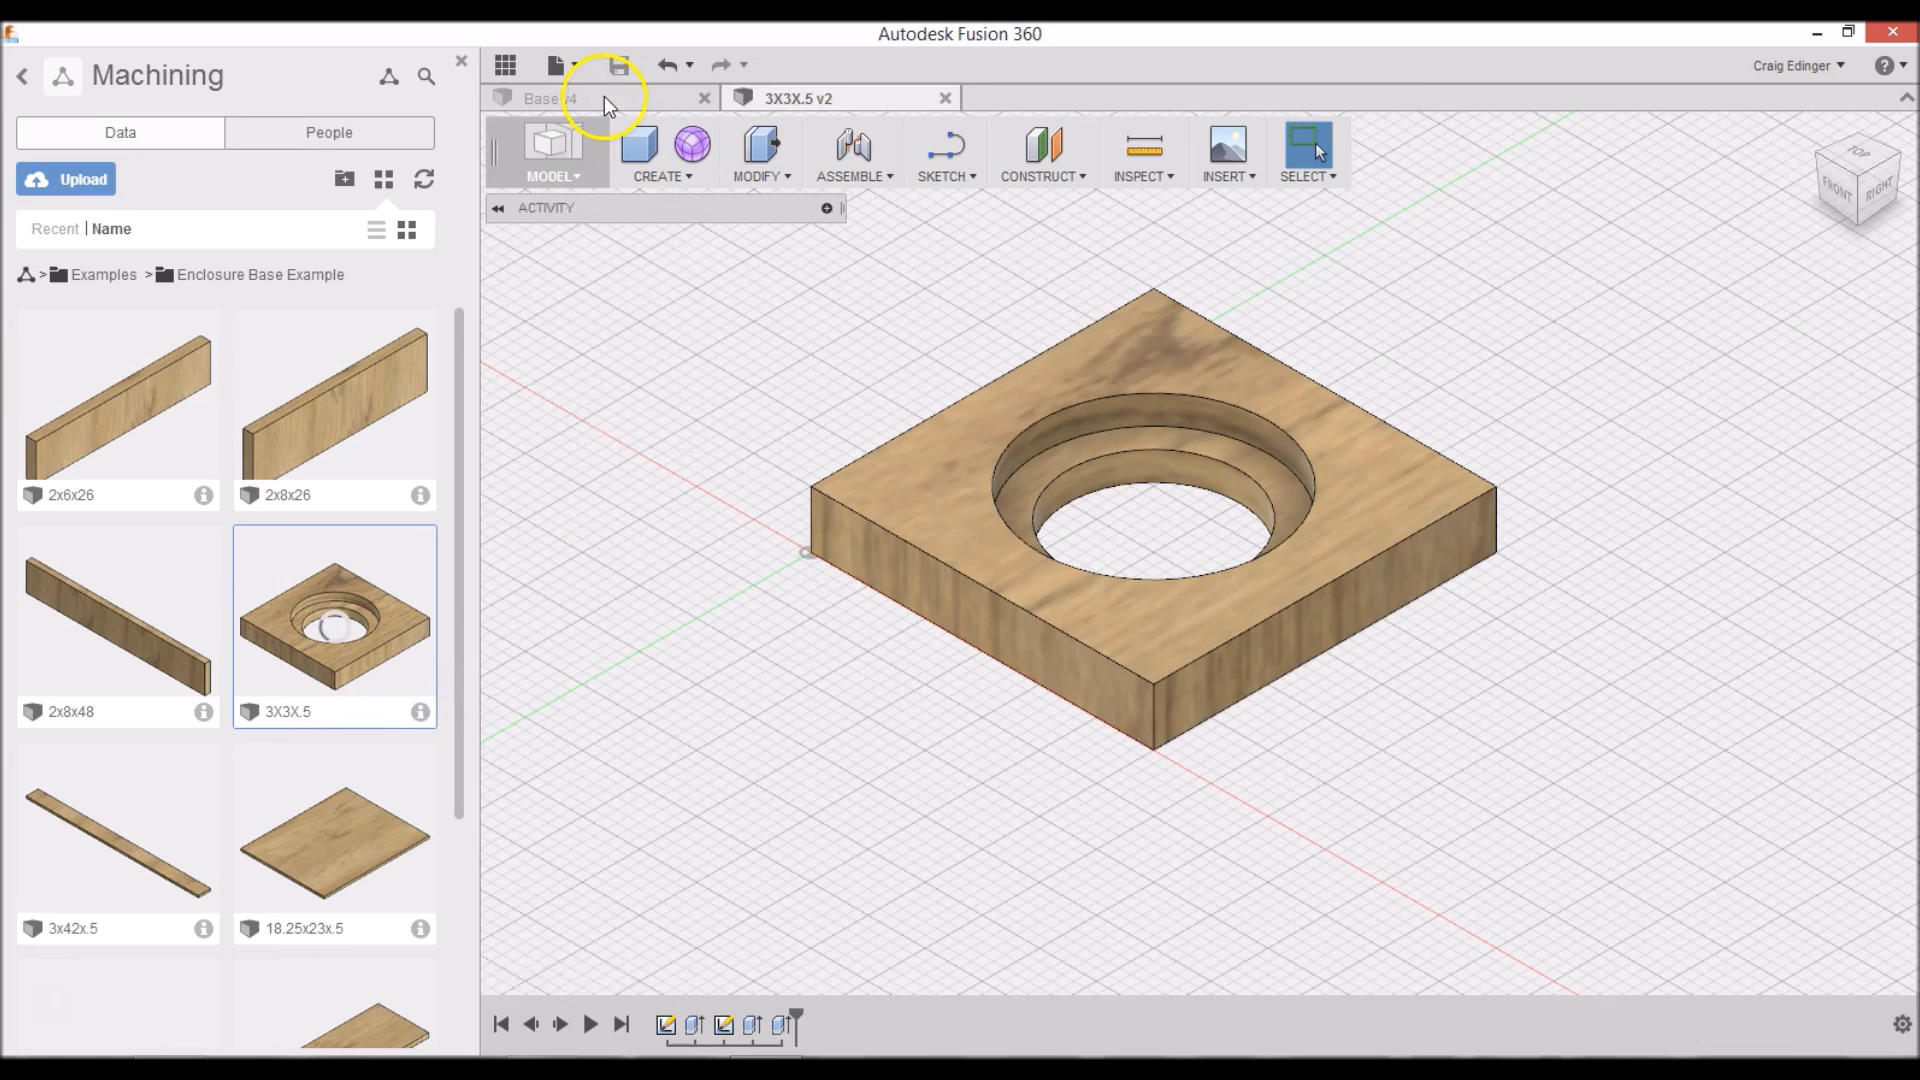 Autodesk Fusion 360
Machining
Craig Edinger
Base v4
3X3X.5 v2
Data
People
MODEL
CREATE
MODIFY
ASSEMBLE
SKETCH
CONSTRUCT
INSPECT
INSERT
SELECT
TOP
FRONT
RIGHT
Upload
ACTIVITY
Recent | Name
> Examples > Enclosure Base Example
2x6x26
2x8x26
2x8x48
3X3X.5
3x42x.5
18.25x23x.5